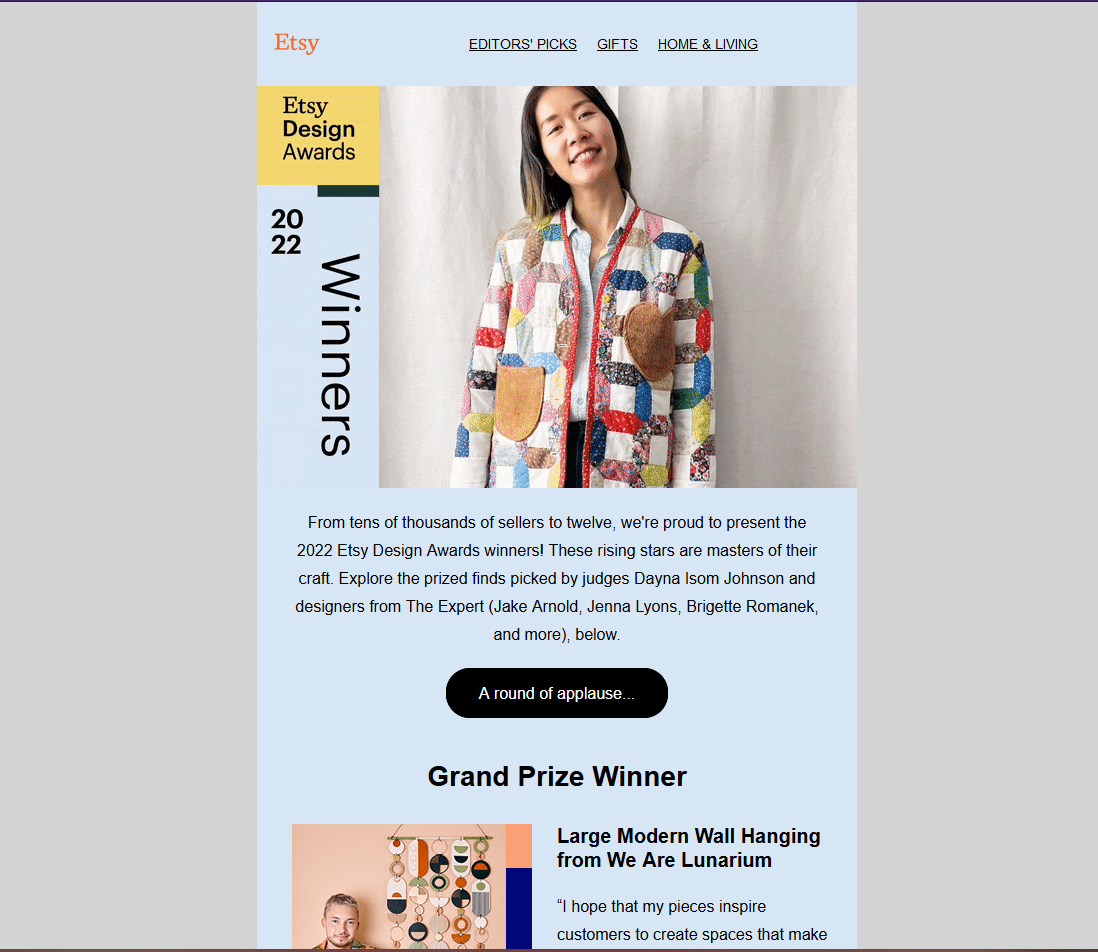 Etsy
EDITORS' PICKS GIFTS HOME & LIVING
Etsy
Design
Awards
20
22
Winners
From tens of thousands of sellers to twelve, we're proud to present the
2022 Etsy Design Awards winners! These rising stars are masters of their
craft. Explore the prized finds picked by judges Dayna Isom Johnson and
designers from The Expert (Jake Arnold, Jenna Lyons, Brigette Romanek,
and more), below.
A round of applause...
Grand Prize Winner
Large Modern Wall Hanging
from We Are Lunarium
“I hope that my pieces inspire
customers to create spaces that make